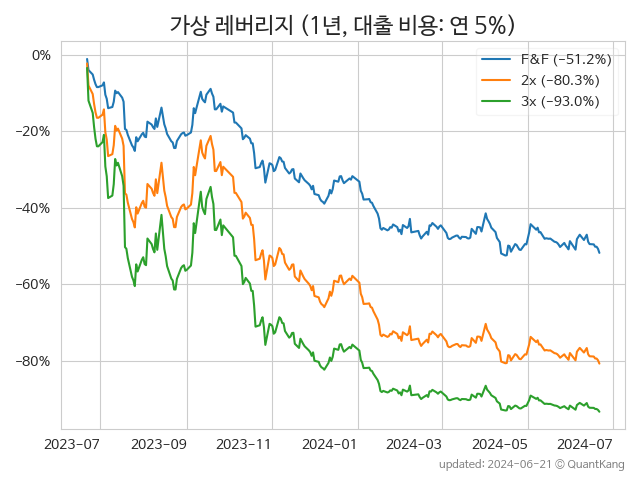 가상 레버리지 (1년, 대출 비용: 연 5%)
F&F (−51.2%)
2x (−80.3%)
3x (−93.0%)
0%
−20%
−40%
−60%
−80%
2023-07 2023-09 2023-11 2024-01 2024-03 2024-05 2024-07
updated: 2024-06-21 © QuantKang